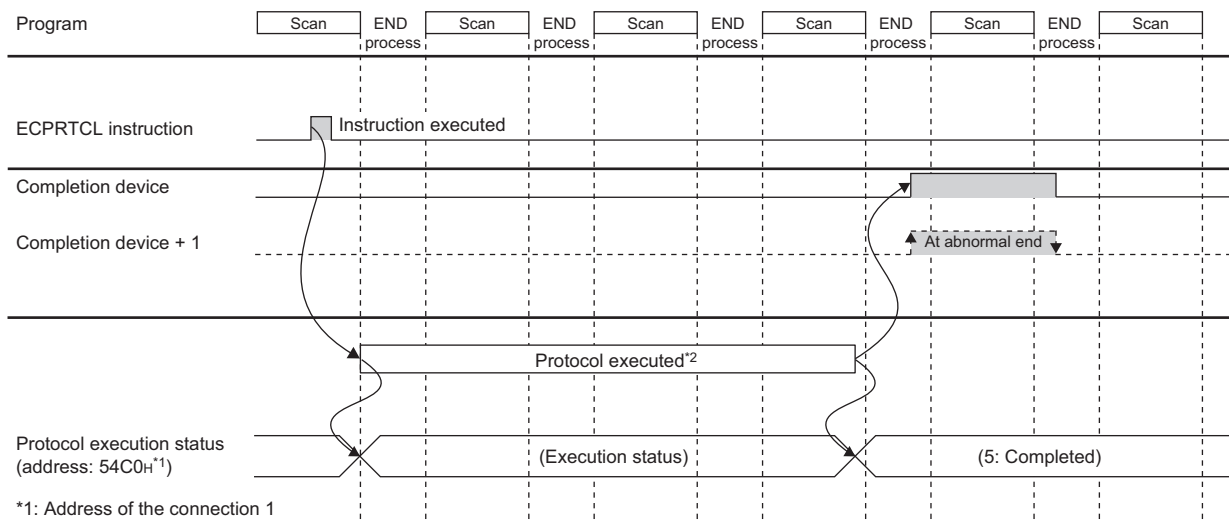 Program
Scan
END process
Scan
END process
Scan
END process
Scan
END process
Scan
END process
Scan
ECPRTCL instruction
Instruction executed
Completion device
Completion device + 1
At abnormal end
Protocol executed*2
Protocol execution status
(address: 54C0H*1)
(Execution status)
(5: Completed)
*1: Address of the connection 1